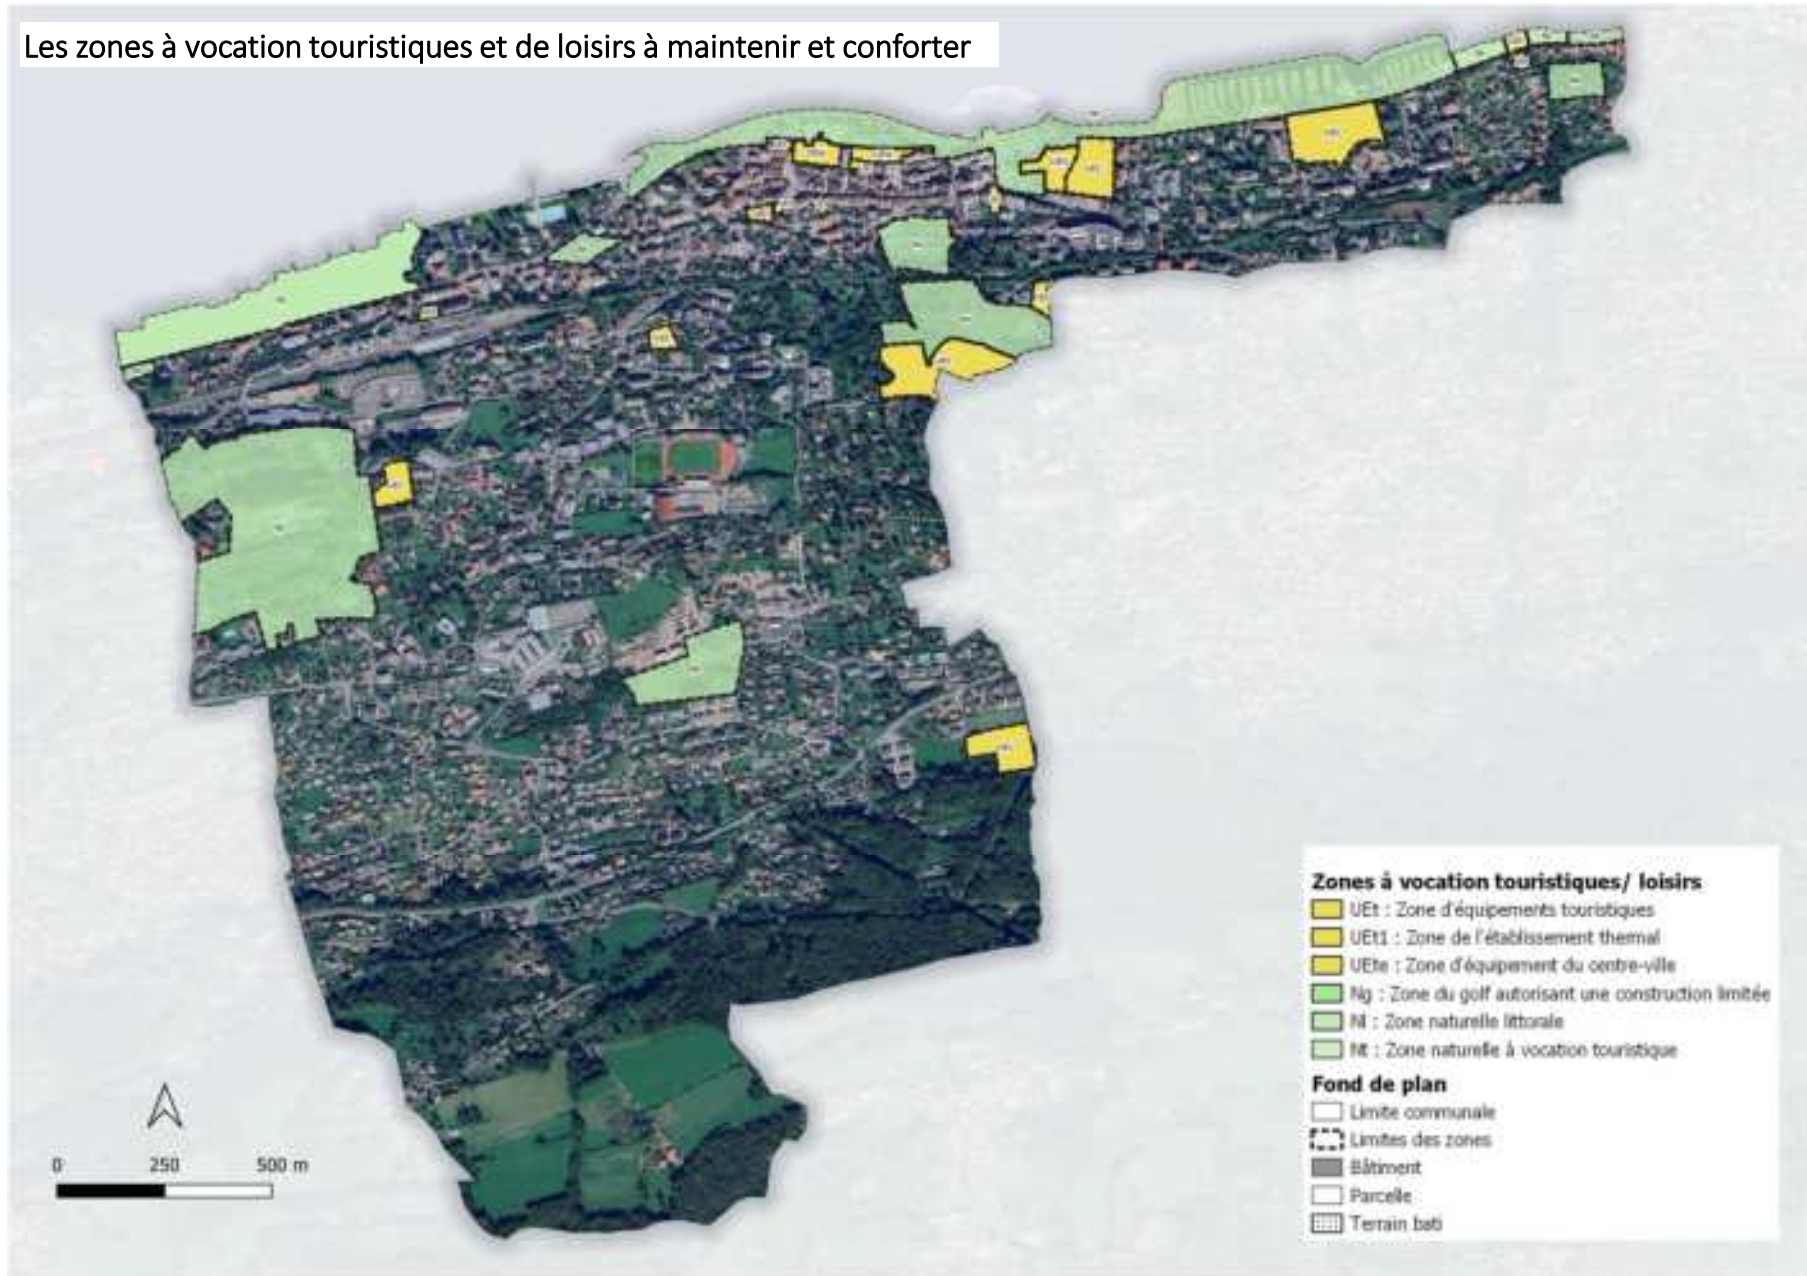 Les zones à vocation touristiques et de loisirs à maintenir et conforter
Zones à vocation touristiques/ loisirs
UEt : Zone d'équipements touristiques
UEt1 : Zone de l'établissement thermal
UEte : Zone d'équipement du centre-ville
Ng : Zone du golf autorisant une construction limitée
Nl : Zone naturelle littorale
Nt : Zone naturelle à vocation touristique
Fond de plan
Limite communale
Limites des zones
Bâtiment
Parcelle
Terrain bati
0 250 500 m